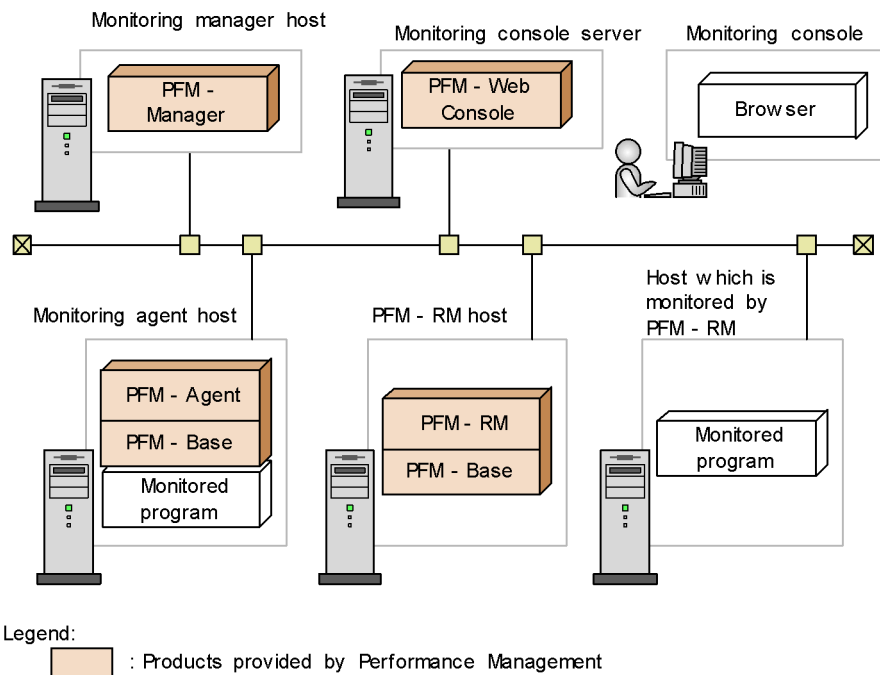 Monitoring manager host
PFM -
Manager
Monitoring console server
PFM - Web
Console
Monitoring console
Browser
Monitoring agent host
PFM - Agent
PFM - Base
Monitored
program
PFM - RM host
PFM - RM
PFM - Base
Host which is
monitored by
PFM - RM
Monitored
program
Legend:
: Products provided by Performance Management